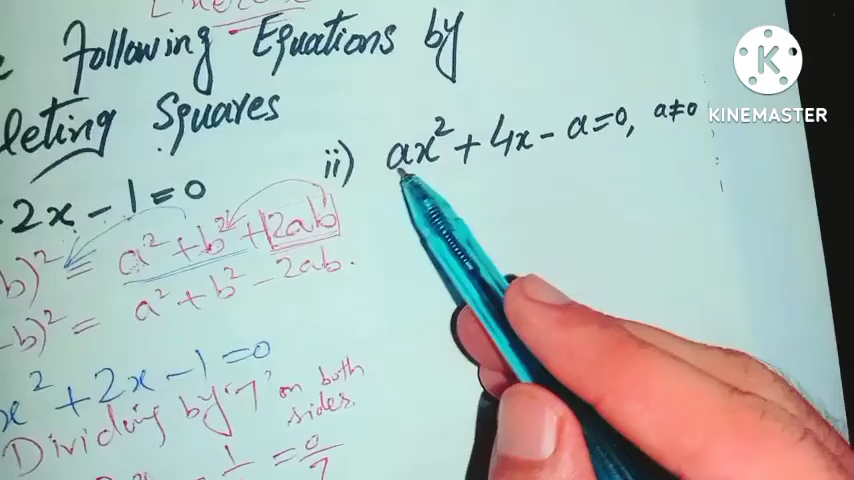 Following Equations by
leting Squares
2x - 1 = 0
ii) ax² + 4x - a = 0, a ≠ 0
b)² = a² + b² + 2ab
-b)² = a² + b² - 2ab.
x² + 2x - 1 = 0
Dividing by '7' on both
sides.
= 0/7
K
KINEMASTER